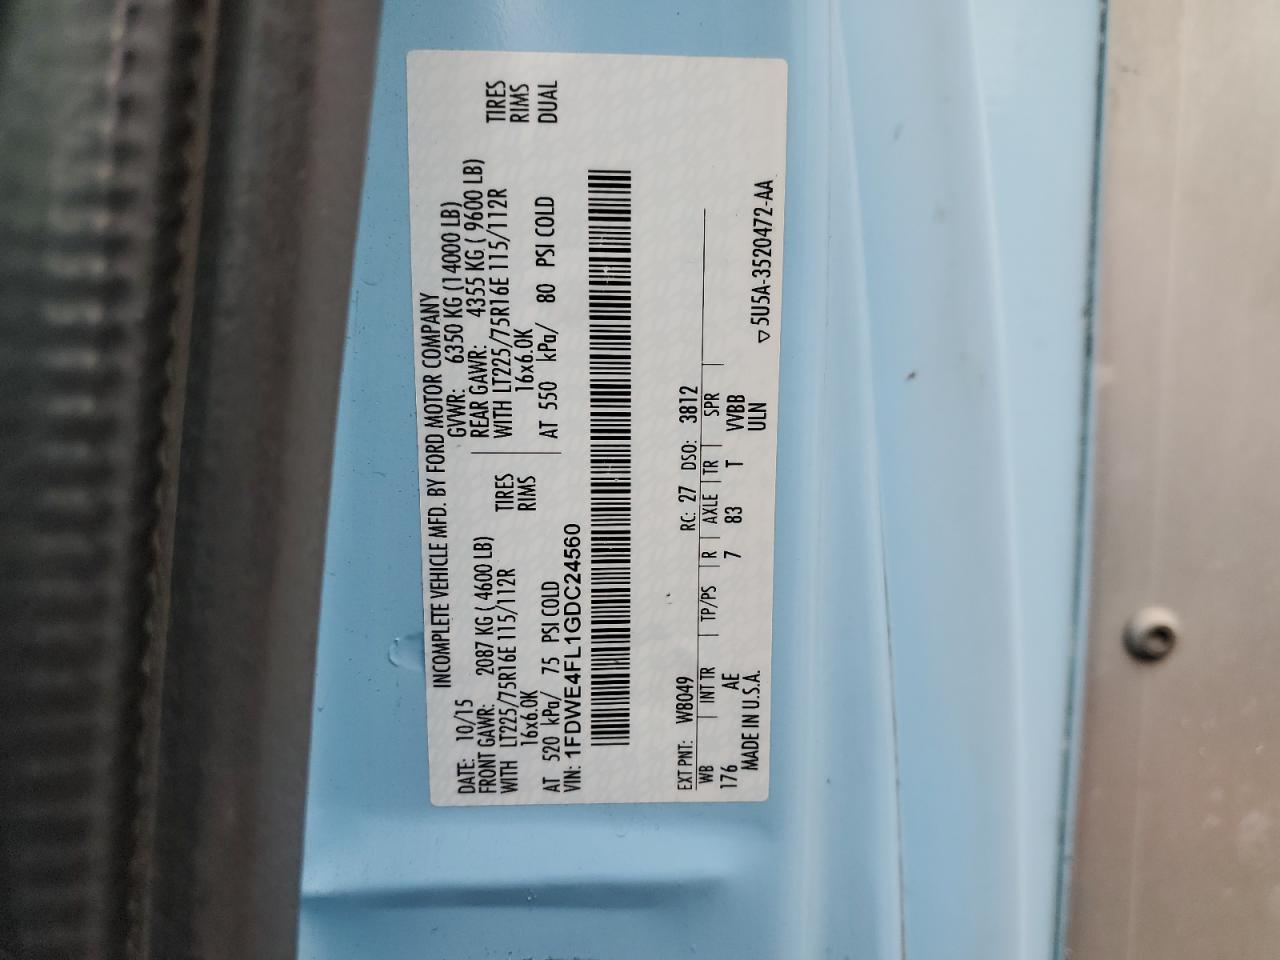 INCOMPLETE VEHICLE MFD. BY FORD MOTOR COMPANY
DATE: 10/15 GVWR: 6350 KG (14000 LB)
FRONT GAWR: 2087 KG ( 4600 LB) REAR GAWR: 4355 KG ( 9600 LB)
WITH LT225/75R16E 115/112R TIRES WITH LT225/75R16E 115/112R TIRES
16x6.0K RIMS 16x6.0K RIMS
AT 520 kPa/ 75 PSI COLD AT 550 kPa/ 80 PSI COLD DUAL
VIN: 1FDWE4FL1GDC24560
EXT PNT: W8049 RC: 27 DSO: 3812
WB INT TR TP/PS R AXLE TR SPR
176 AE 7 83 T VVBB
MADE IN U.S.A. ULN
▽5U5A-3520472-AA